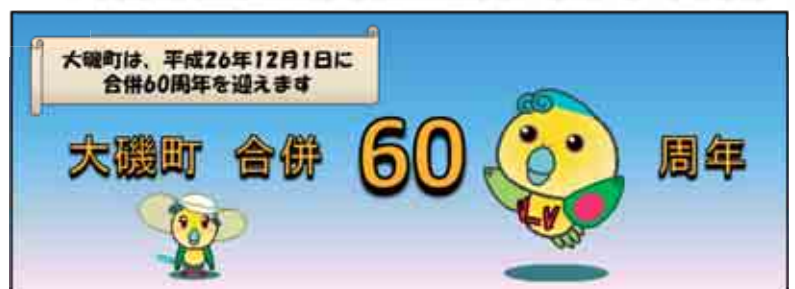 大磯町は、平成26年12月1日に
合併60周年を迎えます
大磯町 合併 60 周年